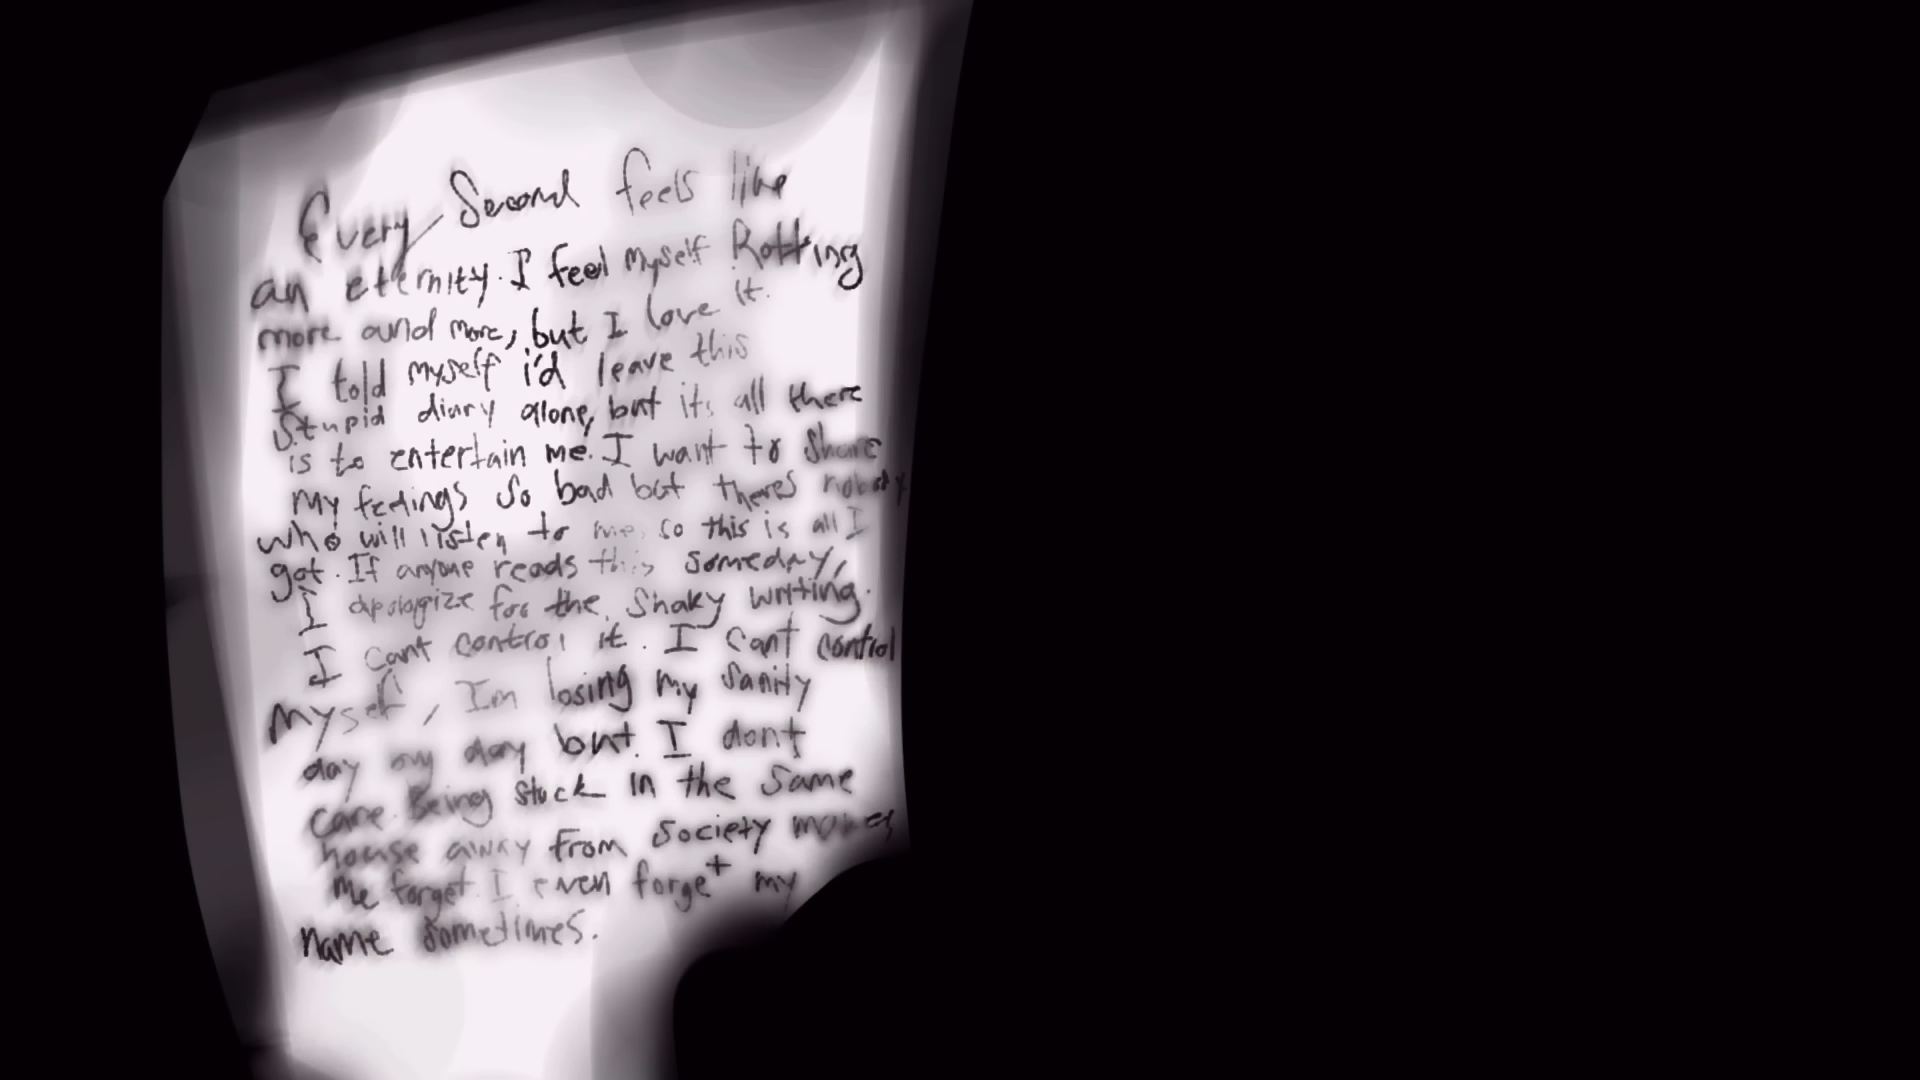 Every Second feels like
an eternity. I feel myself Rotting
more and more, but I love it.
I told myself i'd leave this
Stupid diary alone, but its all there
is to entertain me. I want to share
my feelings so bad but theres nobody
who will listen to me, so this is all I
got. If anyone reads this someday,
I apologize for the shaky writing.
I cant control it. I cant control
myself, Im losing my sanity
day by day but I dont
care. Being stuck in the same
house away from society makes
me forget. I even forget my
name sometimes.